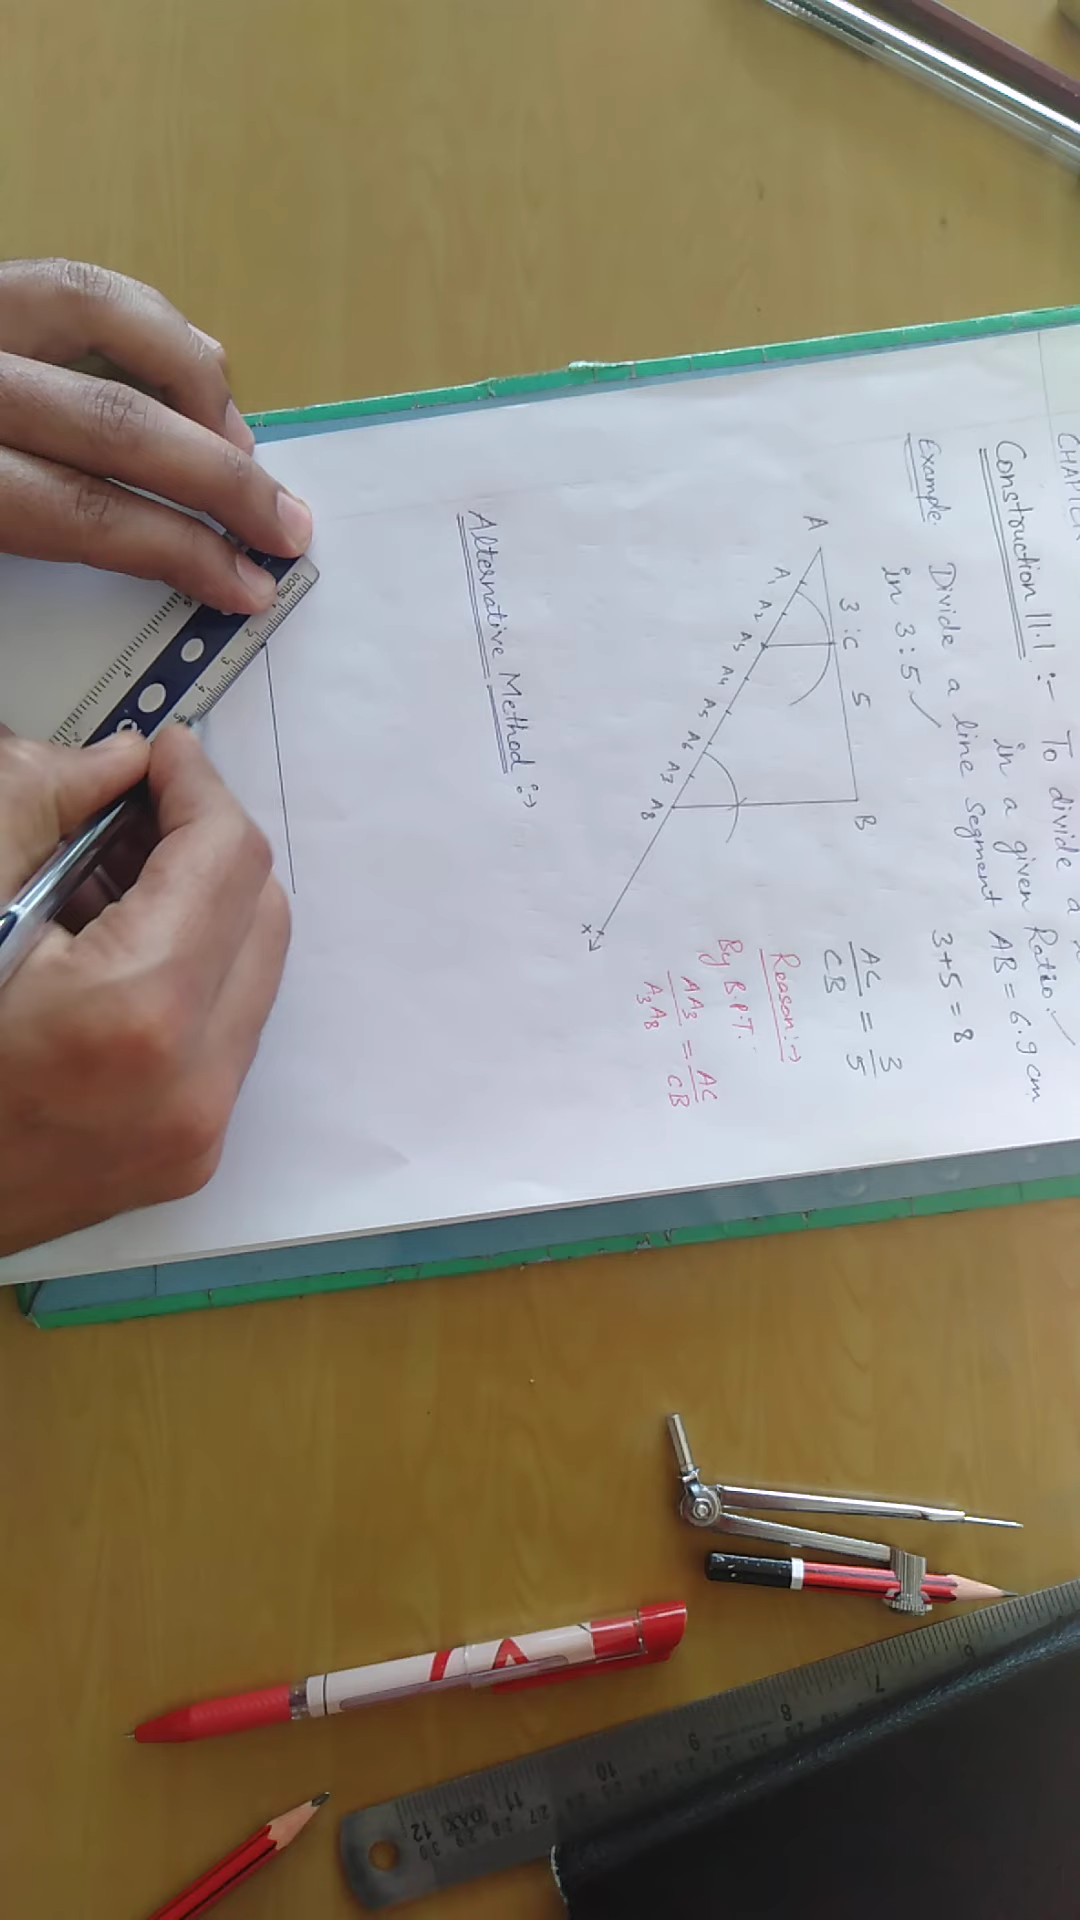 Construction 11.1 :- To divide a
in a given Ratio.
Example. Divide a line segment AB = 6.9 cm
in 3:5
3+5 = 8
A 3 : C 5 B
A1 A2 A3 A4 A5 A6 A7 A8 X
AC/CB = 3/5
Reason:→
By B.P.T.
AA3/A3A8 = AC/CB
Alternative Method :→